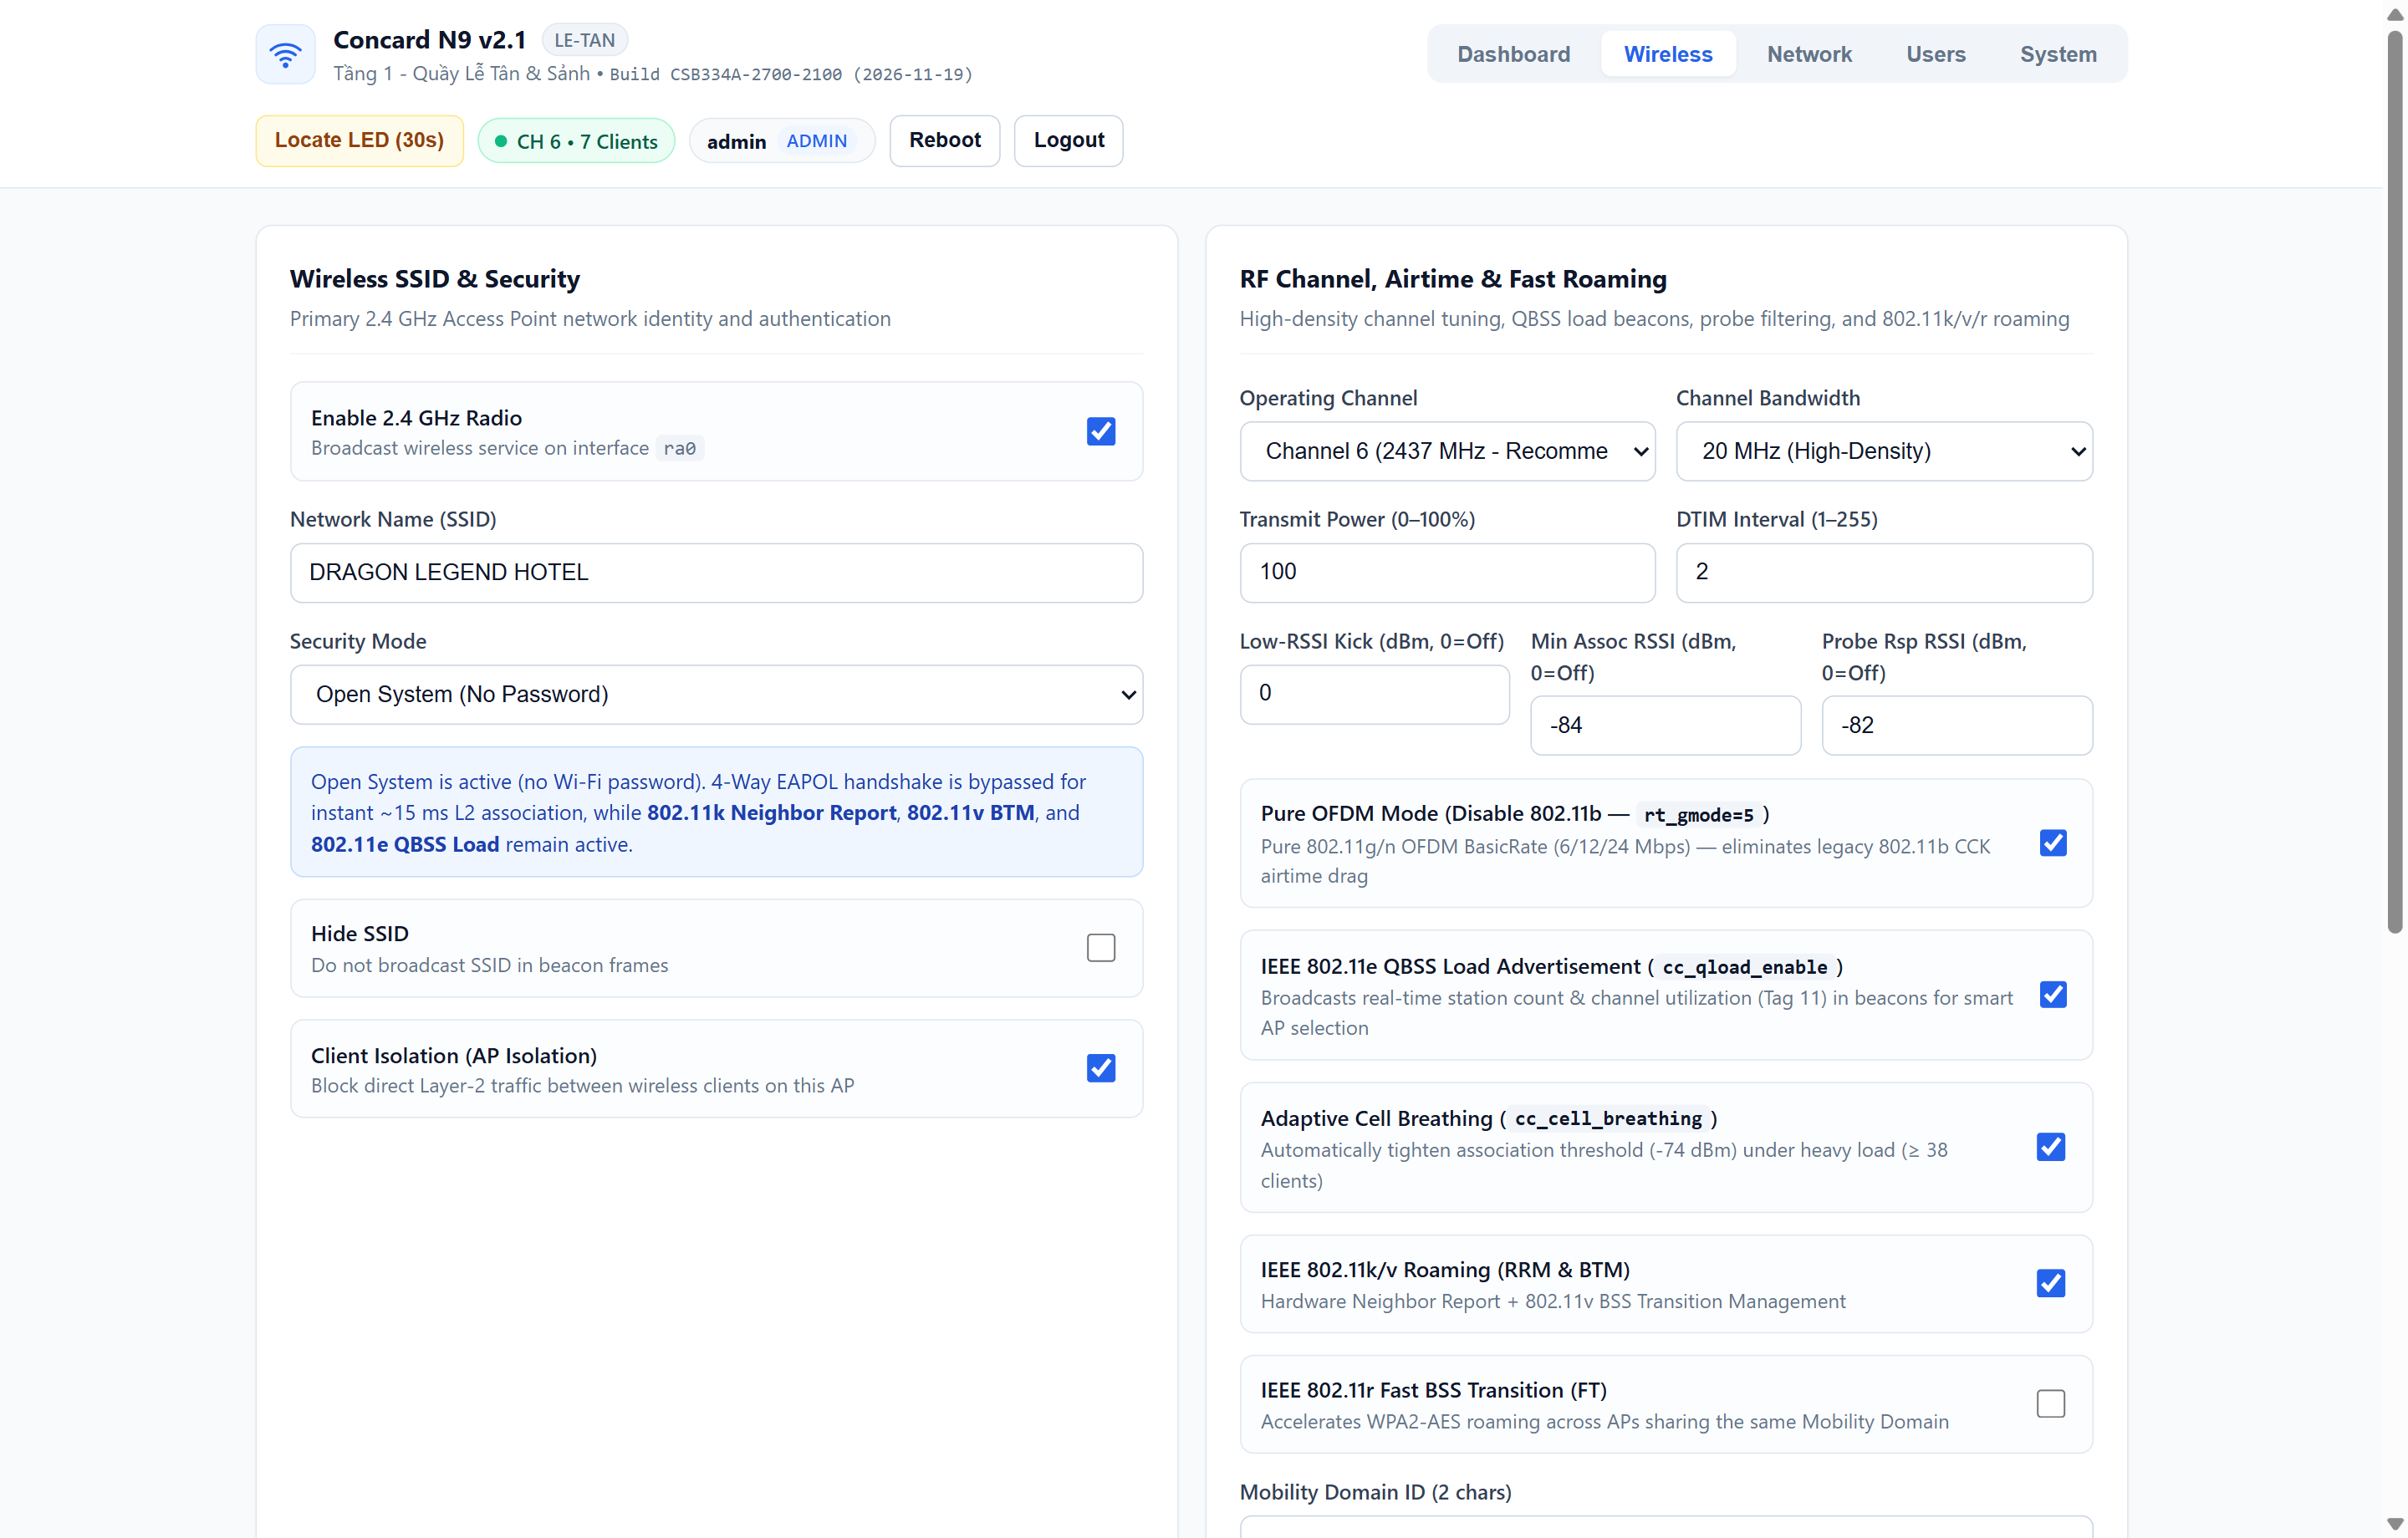 Concard N9 v2.1 LE-TAN
Tầng 1 - Quầy Lễ Tân & Sảnh • Build CSB334A-2700-2100 (2026-11-19)
Dashboard Wireless Network Users System
Locate LED (30s) CH 6 • 7 Clients admin ADMIN Reboot Logout
Wireless SSID & Security
Primary 2.4 GHz Access Point network identity and authentication
Enable 2.4 GHz Radio
Broadcast wireless service on interface ra0
Network Name (SSID)
DRAGON LEGEND HOTEL
Security Mode
Open System (No Password)
Open System is active (no Wi-Fi password). 4-Way EAPOL handshake is bypassed for
instant ~15 ms L2 association, while 802.11k Neighbor Report, 802.11v BTM, and
802.11e QBSS Load remain active.
Hide SSID
Do not broadcast SSID in beacon frames
Client Isolation (AP Isolation)
Block direct Layer-2 traffic between wireless clients on this AP
RF Channel, Airtime & Fast Roaming
High-density channel tuning, QBSS load beacons, probe filtering, and 802.11k/v/r roaming
Operating Channel
Channel 6 (2437 MHz - Recomme
Channel Bandwidth
20 MHz (High-Density)
Transmit Power (0–100%)
100
DTIM Interval (1–255)
2
Low-RSSI Kick (dBm, 0=Off)
0
Min Assoc RSSI (dBm,
0=Off)
-84
Probe Rsp RSSI (dBm,
0=Off)
-82
Pure OFDM Mode (Disable 802.11b — rt_gmode=5 )
Pure 802.11g/n OFDM BasicRate (6/12/24 Mbps) — eliminates legacy 802.11b CCK
airtime drag
IEEE 802.11e QBSS Load Advertisement ( cc_qload_enable )
Broadcasts real-time station count & channel utilization (Tag 11) in beacons for smart
AP selection
Adaptive Cell Breathing ( cc_cell_breathing )
Automatically tighten association threshold (-74 dBm) under heavy load (≥ 38
clients)
IEEE 802.11k/v Roaming (RRM & BTM)
Hardware Neighbor Report + 802.11v BSS Transition Management
IEEE 802.11r Fast BSS Transition (FT)
Accelerates WPA2-AES roaming across APs sharing the same Mobility Domain
Mobility Domain ID (2 chars)